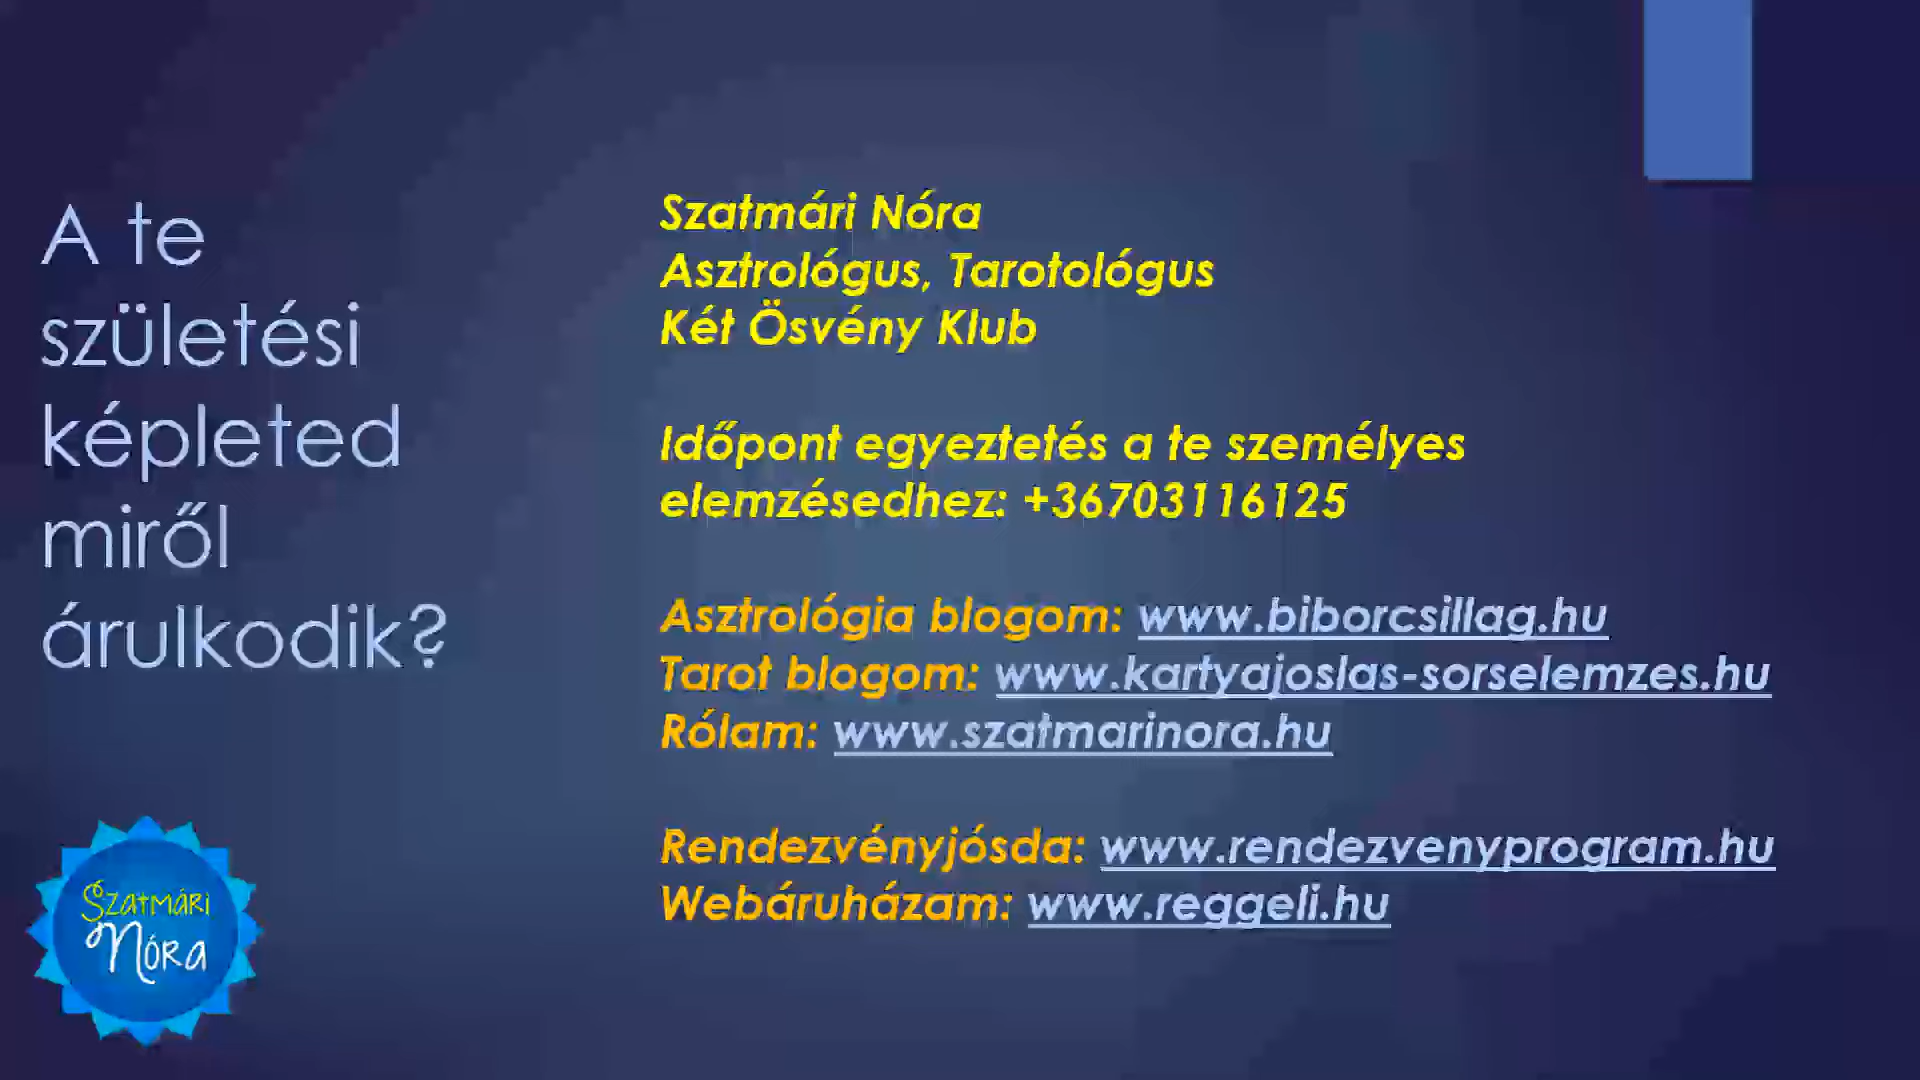 A te
születési
képleted
miről
árulkodik?
Szatmári Nóra
Asztrológus, Tarotológus
Két Ösvény Klub
Időpont egyeztetés a te személyes
elemzésedhez: +36703116125
Asztrológia blogom: www.biborcsillag.hu
Tarot blogom: www.kartyajoslas-sorselemzes.hu
Rólam: www.szatmarinora.hu
Rendezvényjósda: www.rendezvenyprogram.hu
Webáruházam: www.reggeli.hu
Szatmári
Nóra